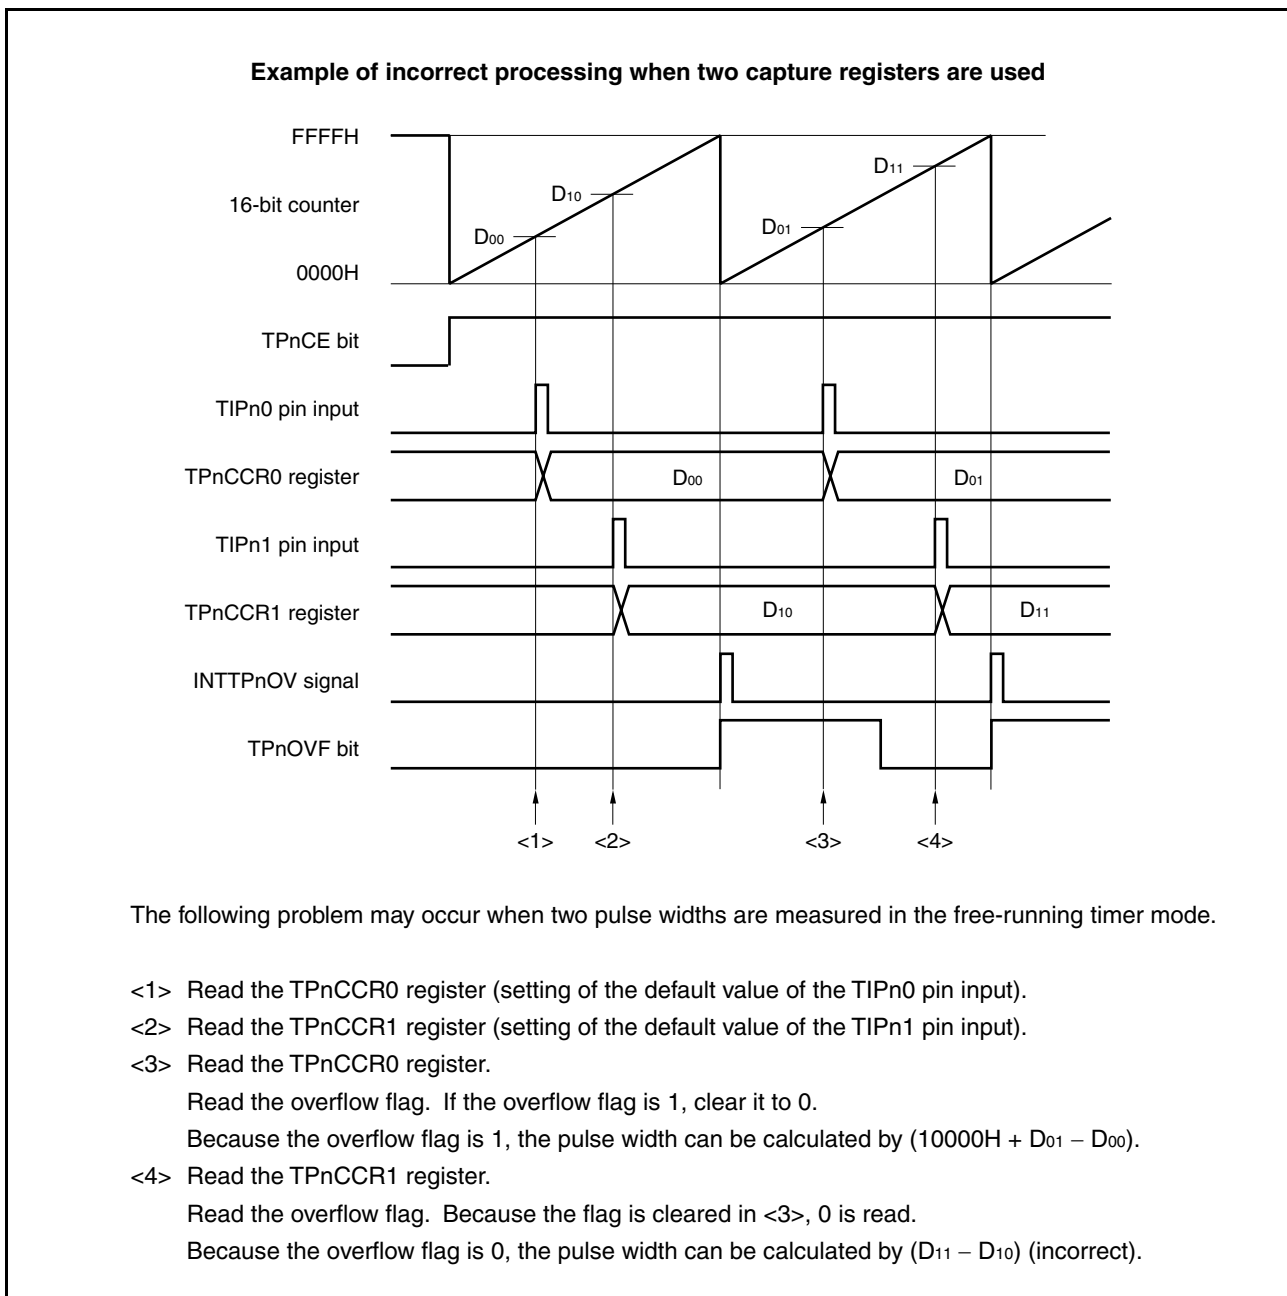 Example of incorrect processing when two capture registers are used
FFFFH
D11
D10
16-bit counter
D01
D00
0000H
TPnCE bit
TIPn0 pin input
TPnCCR0 register
D00
D01
TIPn1 pin input
TPnCCR1 register
D10
D11
INTTPnOV signal
TPnOVF bit
<1>
<2>
<3>
<4>
The following problem may occur when two pulse widths are measured in the free-running timer mode.
<1> Read the TPnCCR0 register (setting of the default value of the TIPn0 pin input).
<2> Read the TPnCCR1 register (setting of the default value of the TIPn1 pin input).
<3> Read the TPnCCR0 register.
Read the overflow flag. If the overflow flag is 1, clear it to 0.
Because the overflow flag is 1, the pulse width can be calculated by (10000H + D01 − D00).
<4> Read the TPnCCR1 register.
Read the overflow flag. Because the flag is cleared in <3>, 0 is read.
Because the overflow flag is 0, the pulse width can be calculated by (D11 − D10) (incorrect).